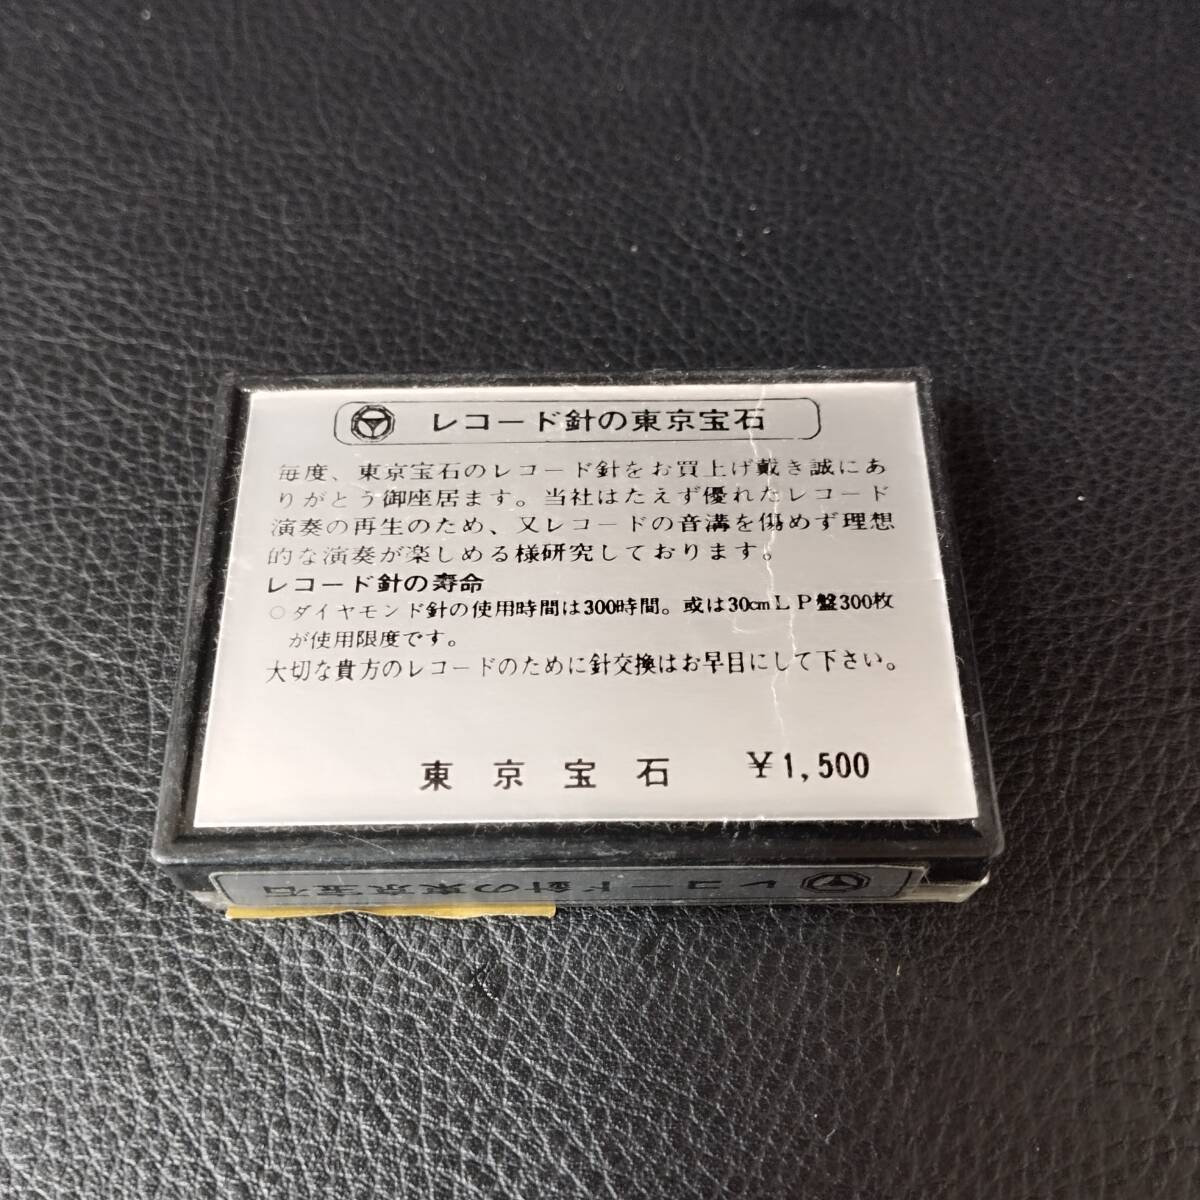 レコード針の東京宝石
毎度、東京宝石のレコード針をお買上げ戴き誠にあ
りがとう御座居ます。当社はたえず優れたレコード
演奏の再生のため、又レコードの音溝を傷めず理想
的な演奏が楽しめる様研究しております。
レコード針の寿命
○ダイヤモンド針の使用時間は300時間。或は30cmLP盤300枚
が使用限度です。
大切な貴方のレコードのために針交換はお早目にして下さい。
東京宝石 ¥1,500
レコード針の東京宝石